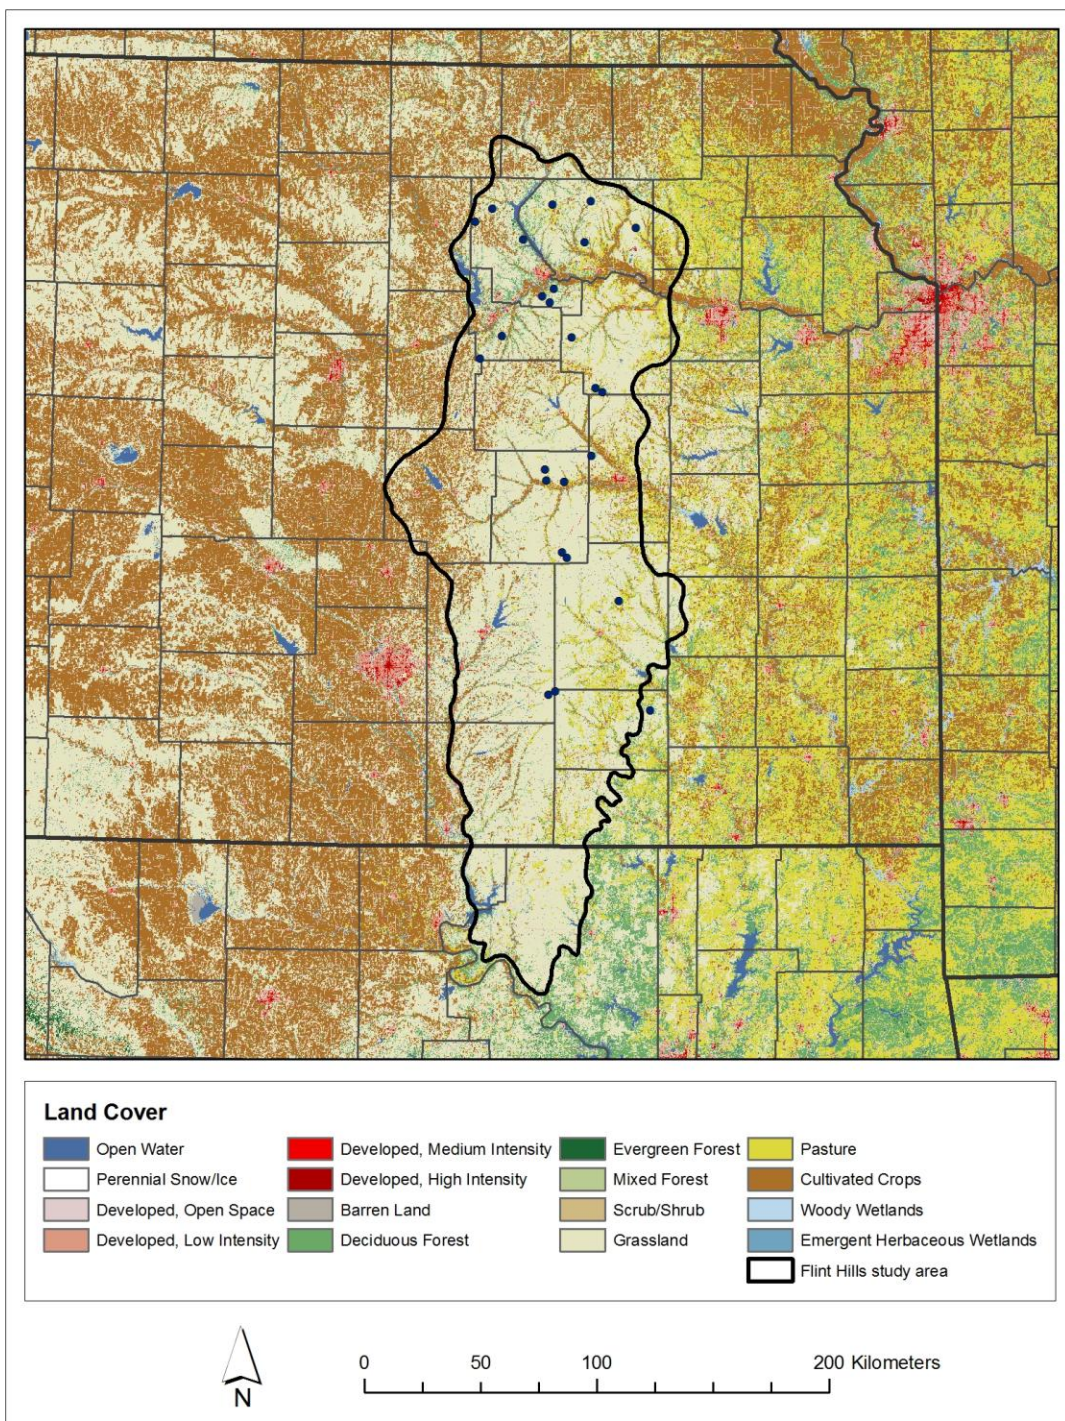 Land Cover
Open Water
Perennial Snow/Ice
Developed, Open Space
Developed, Low Intensity
Developed, Medium Intensity
Developed, High Intensity
Barren Land
Deciduous Forest
Evergreen Forest
Mixed Forest
Scrub/Shrub
Grassland
Pasture
Cultivated Crops
Woody Wetlands
Emergent Herbaceous Wetlands
Flint Hills study area
N
0 50 100 200 Kilometers